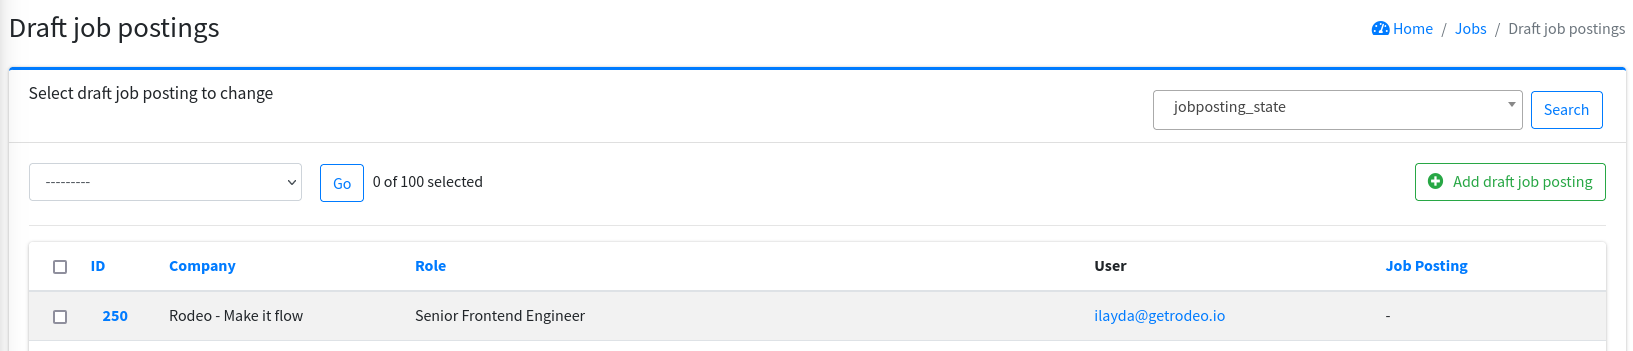 Draft job postings
Home / Jobs / Draft job postings
Select draft job posting to change
jobposting_state
Search
---------
Go
0 of 100 selected
Add draft job posting
ID Company Role User Job Posting
250 Rodeo - Make it flow Senior Frontend Engineer ilayda@getrodeo.io -